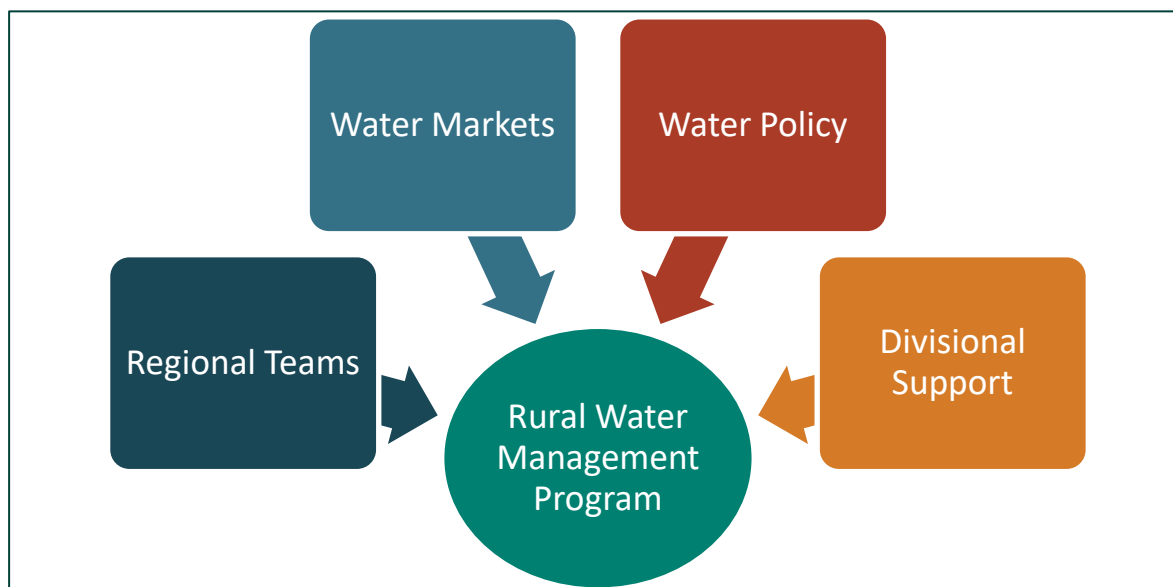 Water Markets
Water Policy
Regional Teams
Divisional
Support
Rural Water
Management
Program